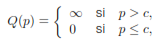 Q(p) = { ∞ si p > c,
0 si p ≤ c,